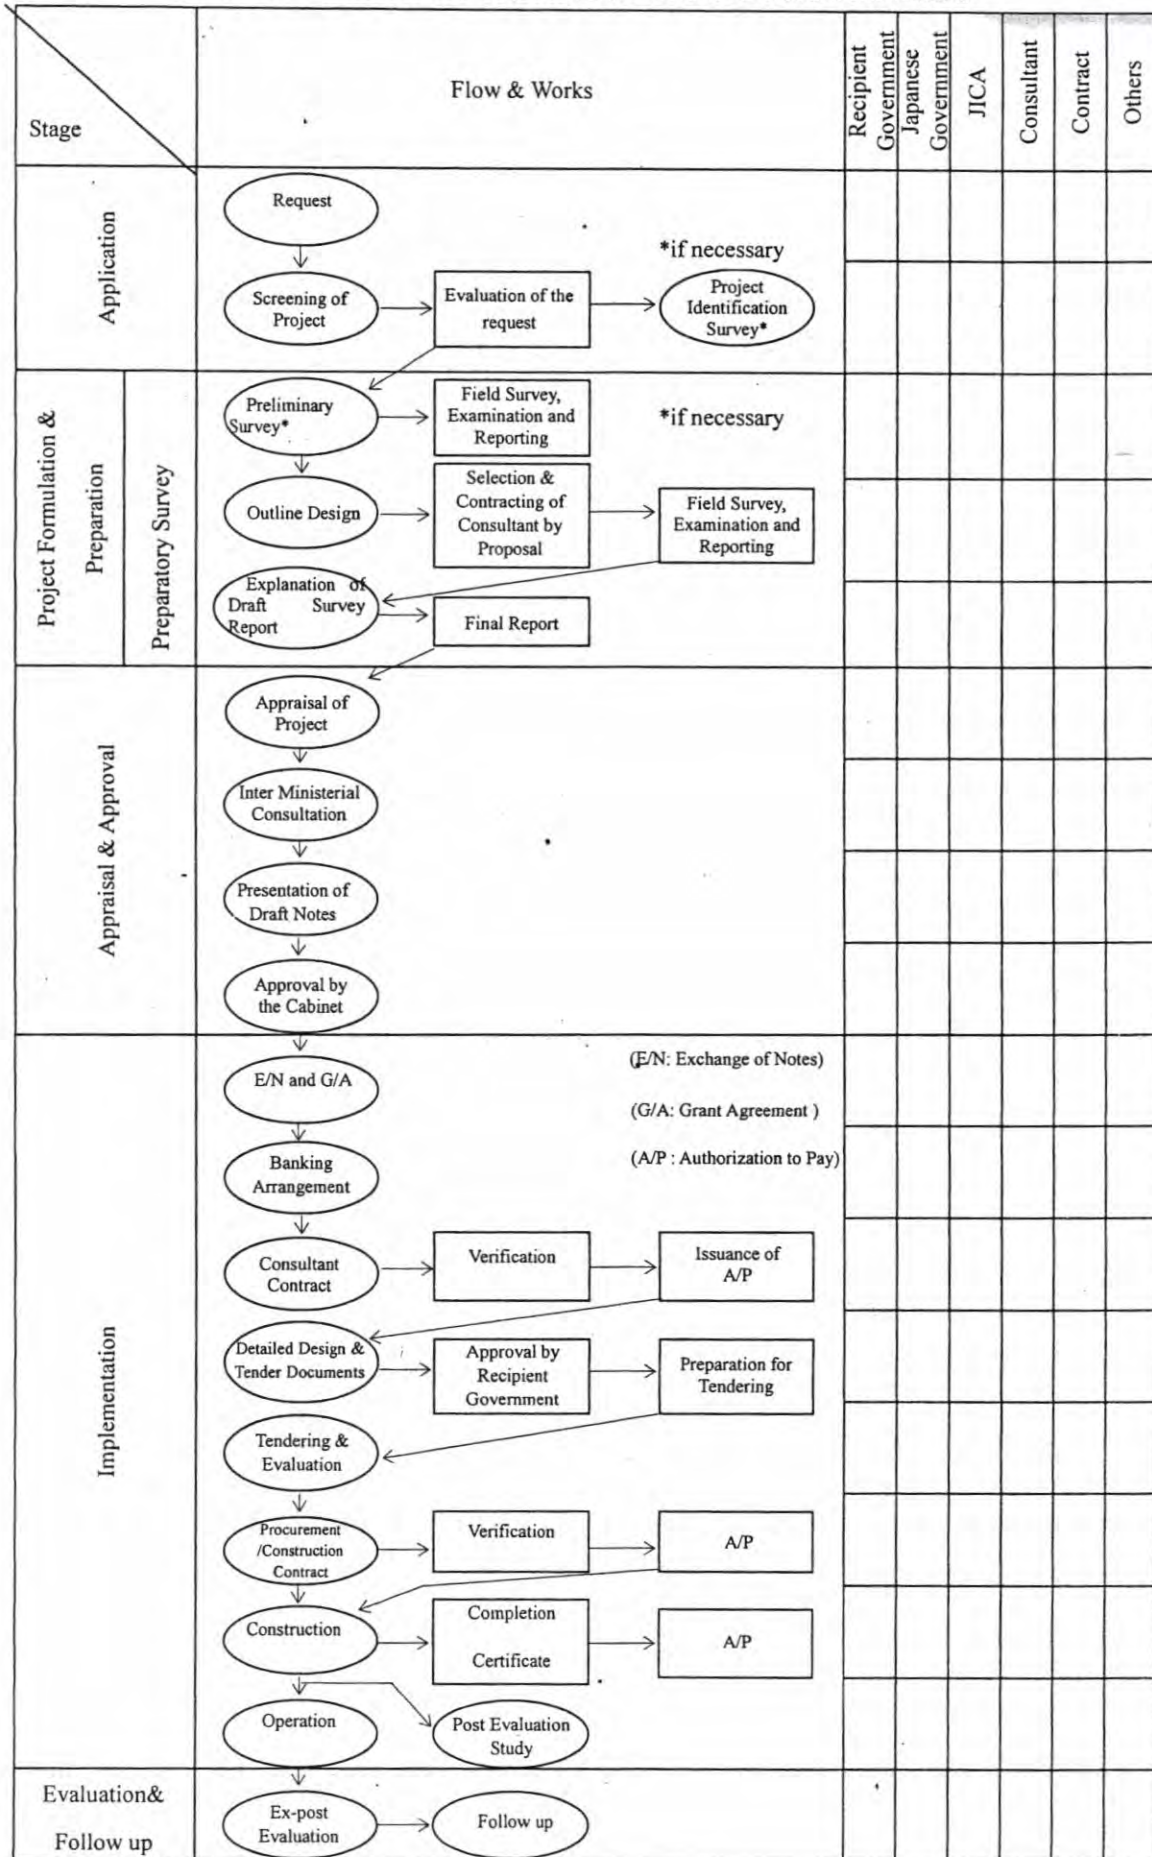 Stage
Flow & Works
Recipient
Government
Japanese
Government
JICA
Consultant
Contract
Others
Application
Request
*if necessary
Screening of
Project
Evaluation of the
request
Project
Identification
Survey*
Project Formulation &
Preparation
Preparatory Survey
Preliminary
Survey*
Field Survey,
Examination and
Reporting
*if necessary
Outline Design
Selection &
Contracting of
Consultant by
Proposal
Field Survey,
Examination and
Reporting
Explanation of
Draft Survey
Report
Final Report
Appraisal & Approval
Appraisal of
Project
Inter Ministerial
Consultation
Presentation of
Draft Notes
Approval by
the Cabinet
Implementation
E/N and G/A
(E/N: Exchange of Notes)
(G/A: Grant Agreement )
(A/P : Authorization to Pay)
Banking
Arrangement
Consultant
Contract
Verification
Issuance of
A/P
Detailed Design &
Tender Documents
Approval by
Recipient
Government
Preparation for
Tendering
Tendering &
Evaluation
Procurement
/Construction
Contract
Verification
A/P
Construction
Completion
Certificate
A/P
Operation
Post Evaluation
Study
Evaluation&
Follow up
Ex-post
Evaluation
Follow up